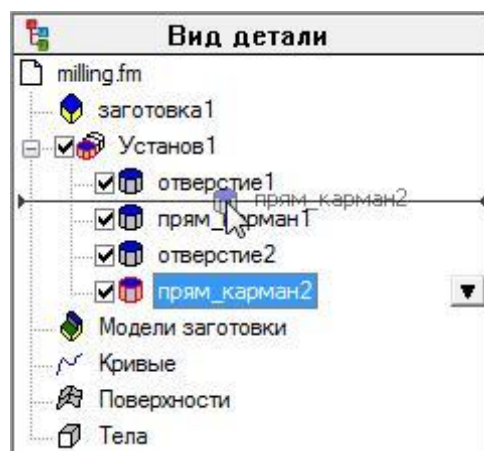 Вид детали
milling.fm
заготовка1
Установ1
отверстие1
прям_карман2
прям_карман1
отверстие2
прям_карман2
Модели заготовки
Кривые
Поверхности
Тела